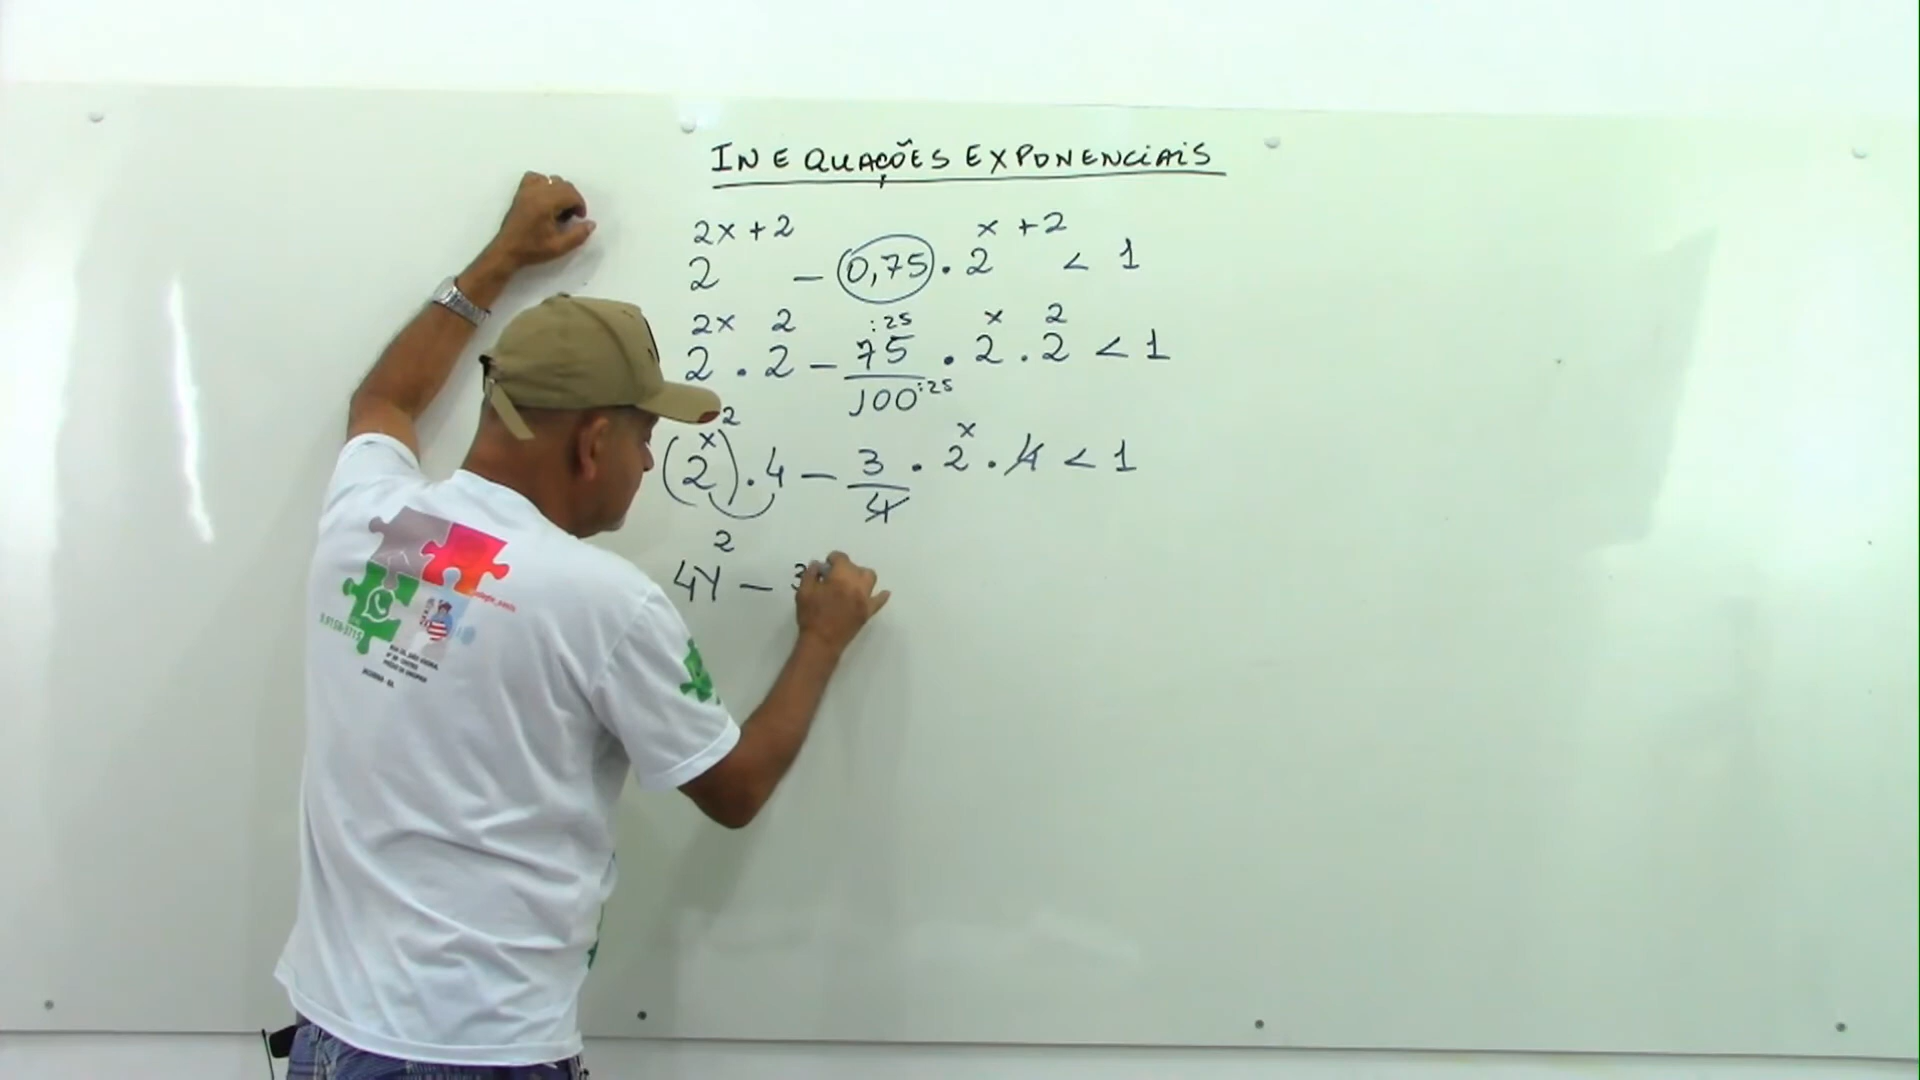 INEQUAÇÕES EXPONENCIAIS
2^{2x+2} - 0,75 . 2^{x+2} < 1
2^{2x} . 2^2 - 75:25/100:25 . 2^x . 2^2 < 1
(2^x)^2 . 4 - 3/4 . 2^x . 4 < 1
4Y^2 - 3